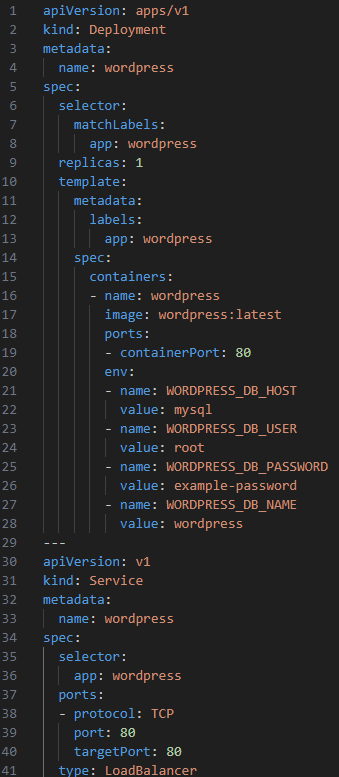 1 apiVersion: apps/v1
2 kind: Deployment
3 metadata:
4   name: wordpress
5 spec:
6   selector:
7     matchLabels:
8       app: wordpress
9   replicas: 1
10   template:
11     metadata:
12       labels:
13         app: wordpress
14     spec:
15       containers:
16       - name: wordpress
17         image: wordpress:latest
18         ports:
19         - containerPort: 80
20         env:
21         - name: WORDPRESS_DB_HOST
22           value: mysql
23         - name: WORDPRESS_DB_USER
24           value: root
25         - name: WORDPRESS_DB_PASSWORD
26           value: example-password
27         - name: WORDPRESS_DB_NAME
28           value: wordpress
29 ---
30 apiVersion: v1
31 kind: Service
32 metadata:
33   name: wordpress
34 spec:
35   selector:
36     app: wordpress
37   ports:
38   - protocol: TCP
39     port: 80
40     targetPort: 80
41   type: LoadBalancer